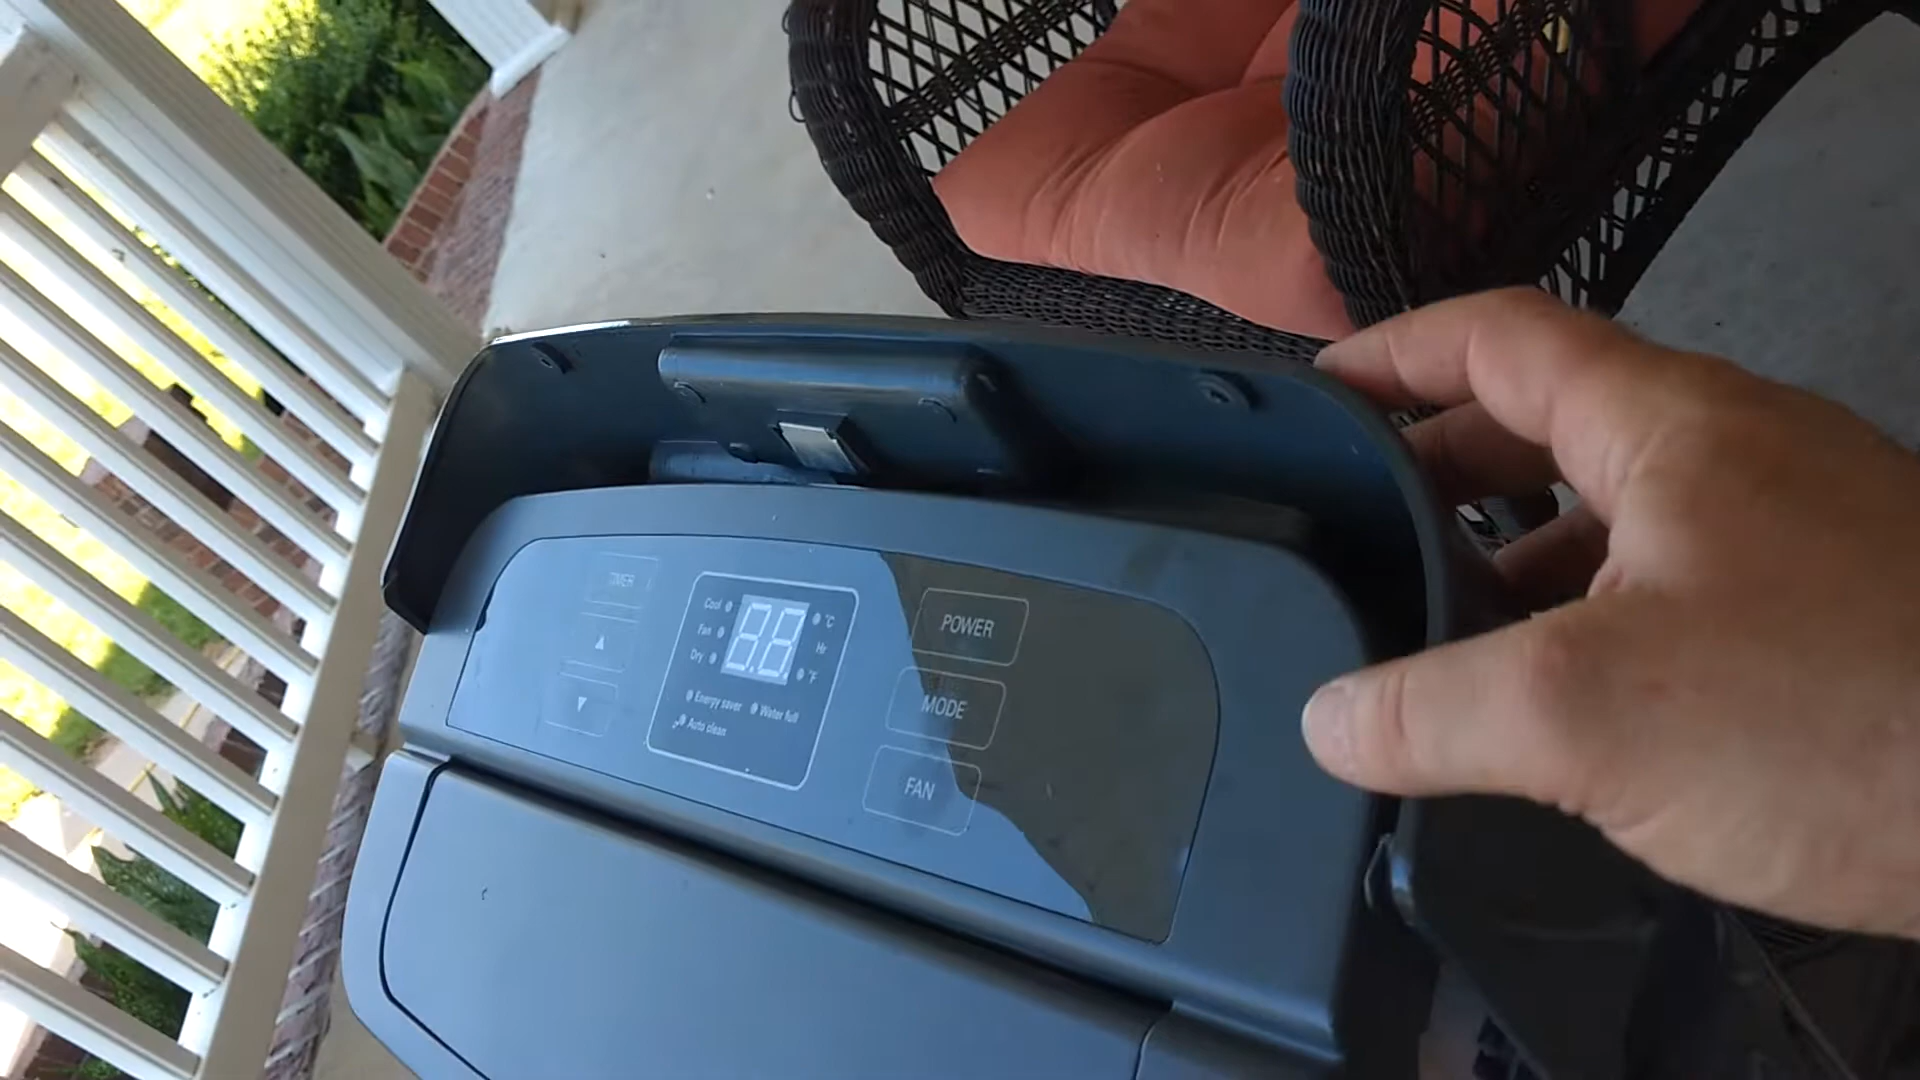 TIMER
▲
▼
Cool
Fan
Dry
8.8.
°C
Hr
°F
Energy saver
Water full
Auto clean
POWER
MODE
FAN